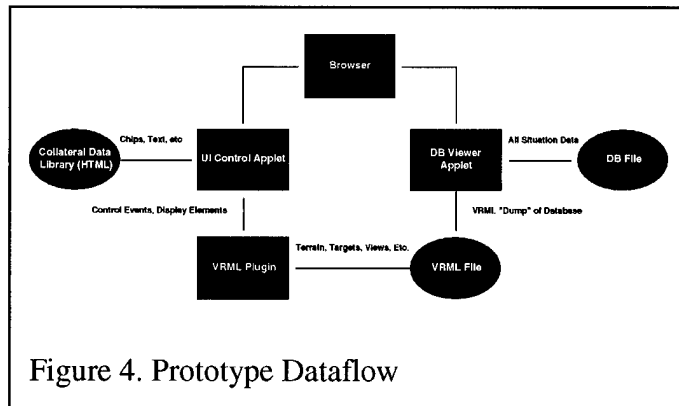 Browser
Chips, Text, etc
All Situation Data
Collateral Data
Library (HTML)
UI Control Applet
DB Viewer
Applet
DB File
Control Events, Display Elements
VRML "Dump" of Database
Terrain, Targets, Views, Etc.
VRML Plugin
VRML File
Figure 4. Prototype Dataflow